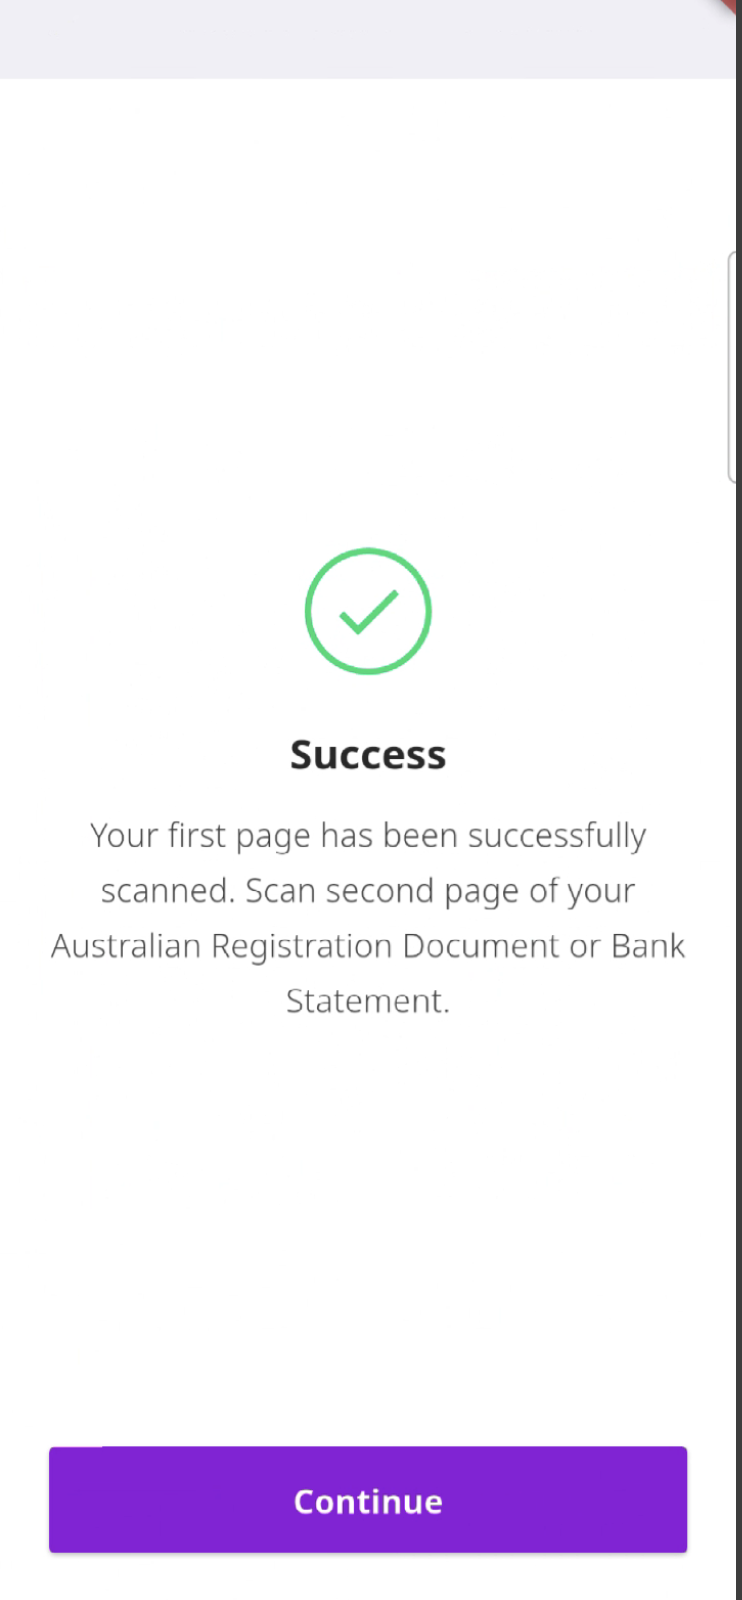 Success
Your first page has been successfully
scanned. Scan second page of your
Australian Registration Document or Bank
Statement.
Continue